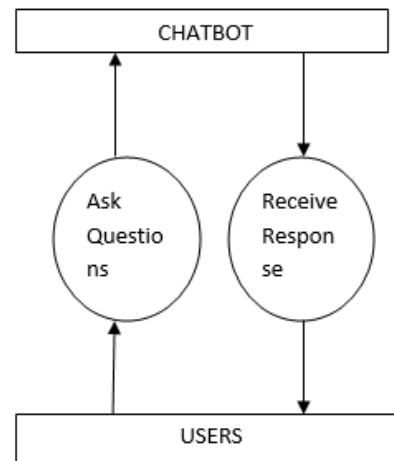 CHATBOT
Ask
Questio
ns
Receive
Respon
se
USERS